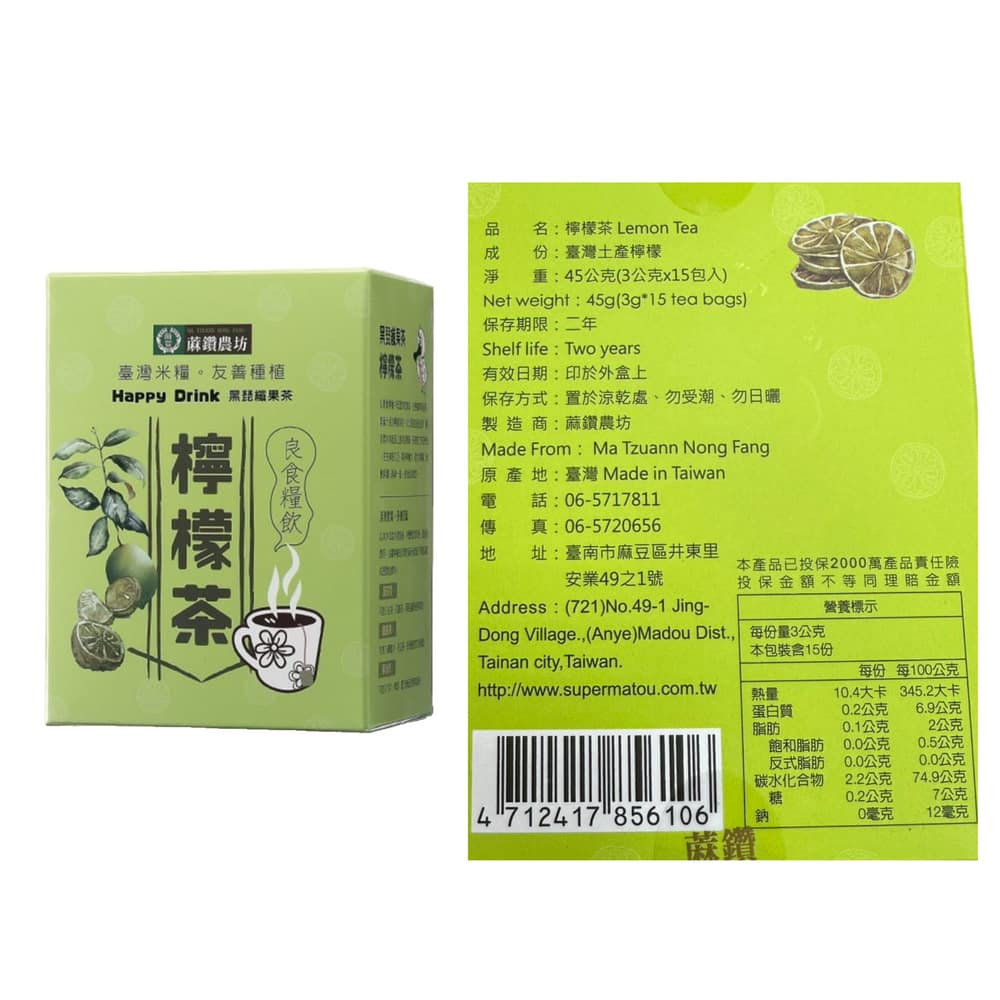 蔴鑽農坊
臺灣米糧。友善種植
Happy Drink 黑琵纖果茶
檸檬茶
良食糧飲
黑琵纖果茶
檸檬茶
品名:檸檬茶 Lemon Tea
成份:臺灣土產檸檬
淨重:45公克(3公克x15包入)
Net weight:45g(3g*15 tea bags)
保存期限:二年
Shelf life:Two years
有效日期:印於外盒上
保存方式:置於涼乾處、勿受潮、勿日曬
製造商:蔴鑽農坊
Made From: Ma Tzuann Nong Fang
原產地:臺灣 Made in Taiwan
電話:06-5717811
傳真:06-5720656
地址:臺南市麻豆區井東里
安業49之1號
Address:(721)No.49-1 Jing-
Dong Village.,(Anye)Madou Dist.,
Tainan city,Taiwan.
http://www.supermatou.com.tw
4 712417 856106
本產品已投保2000萬產品責任險
投保金額不等同理賠金額
營養標示
每份量3公克
本包裝含15份
每份 每100公克
熱量 10.4大卡 345.2大卡
蛋白質 0.2公克 6.9公克
脂肪 0.1公克 2公克
飽和脂肪 0.0公克 0.5公克
反式脂肪 0.0公克 0.0公克
碳水化合物 2.2公克 74.9公克
糖 0.2公克 7公克
鈉 0毫克 12毫克
蔴鑽